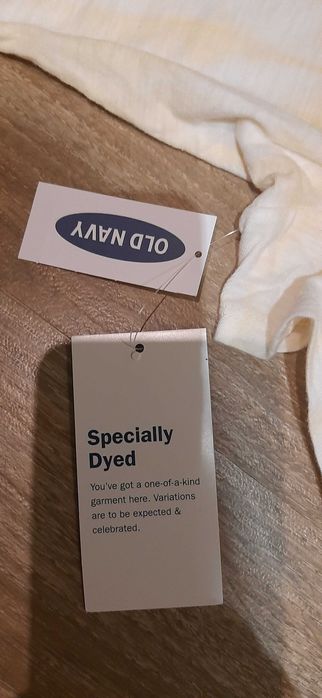 OLD NAVY
Specially
Dyed
You've got a one-of-a-kind
garment here. Variations
are to be expected &
celebrated.